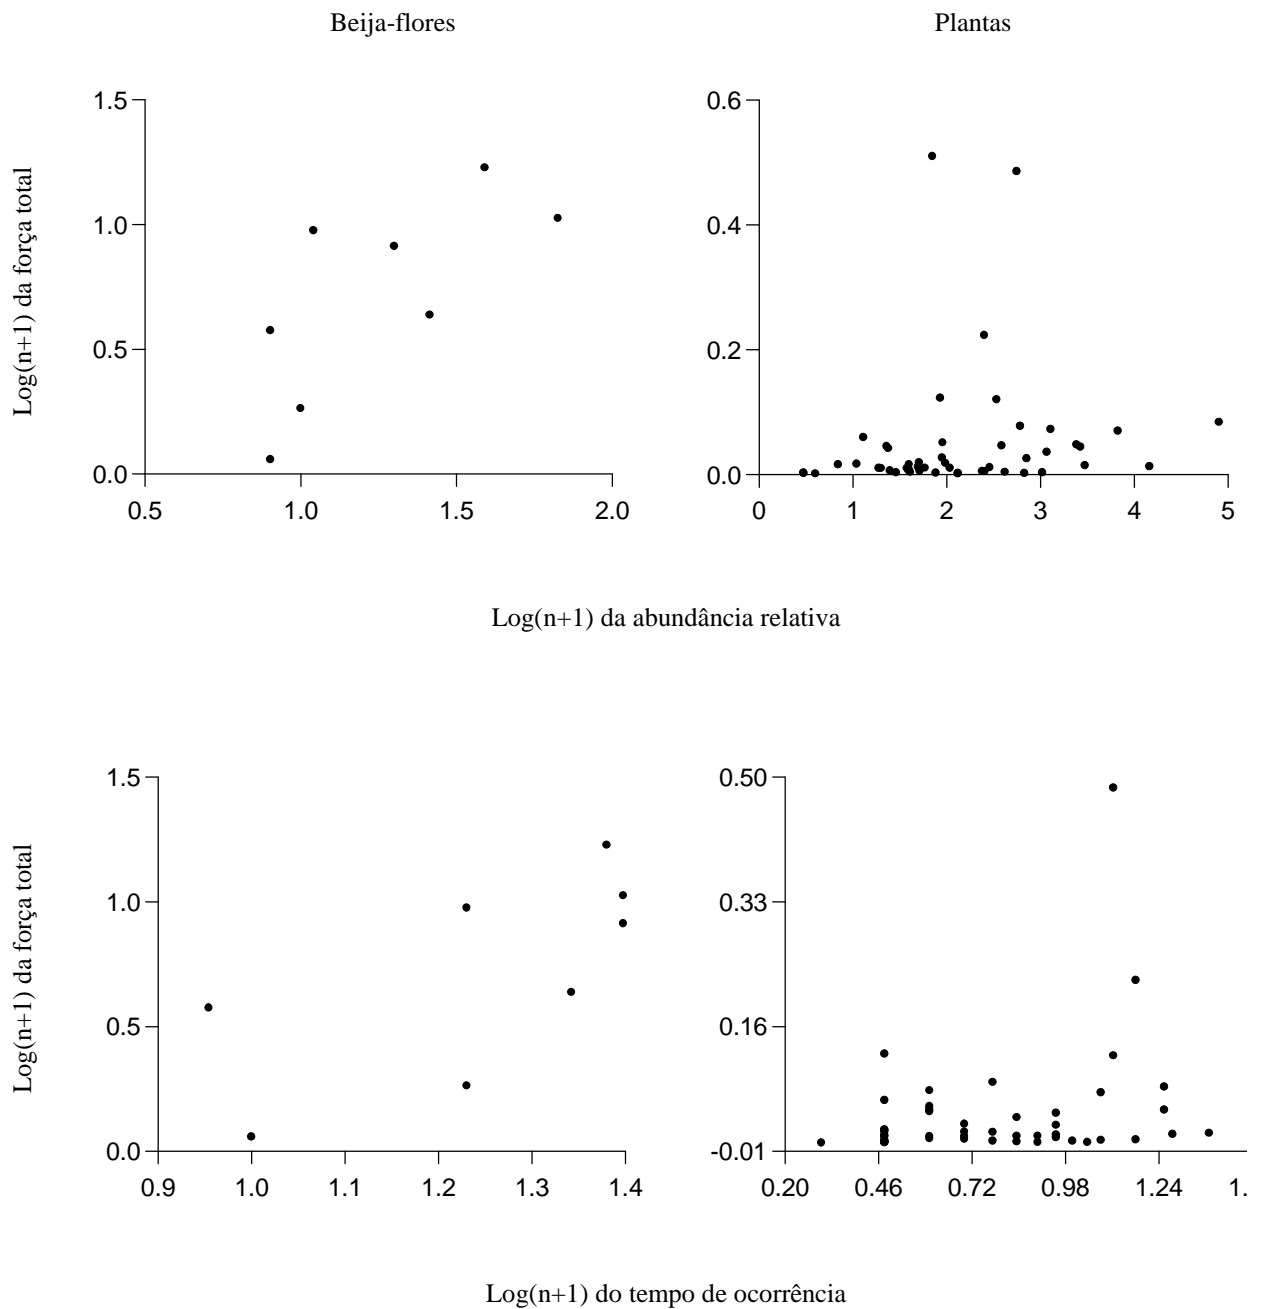 Beija-flores
Plantas
Log(n+1) da força total
1.5
1.0
0.5
0.0
0.5 1.0 1.5 2.0
0.6
0.4
0.2
0.0
0 1 2 3 4 5
Log(n+1) da abundância relativa
Log(n+1) da força total
1.5
1.0
0.5
0.0
0.9 1.0 1.1 1.2 1.3 1.4
0.50
0.33
0.16
-0.01
0.20 0.46 0.72 0.98 1.24 1.
Log(n+1) do tempo de ocorrência